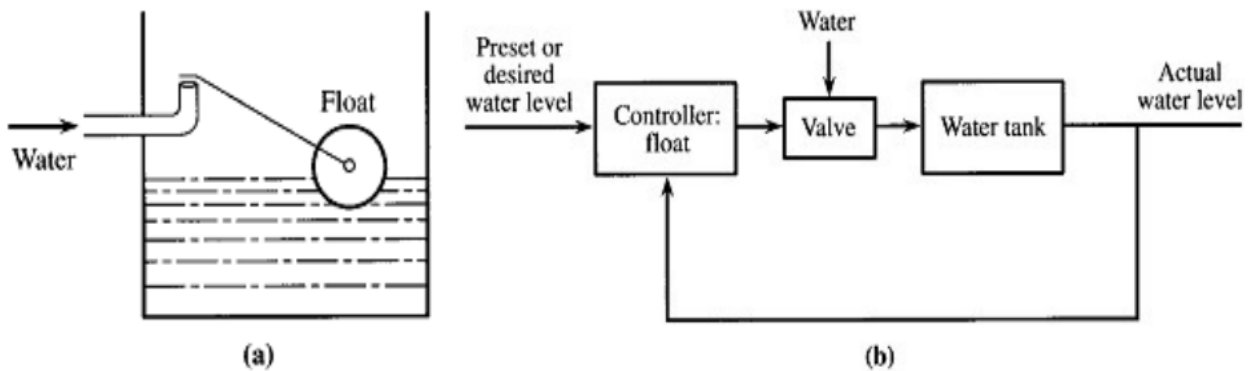 Float
Water
(a)
Preset or
desired
water level
Controller:
float
Water
Valve
Water tank
Actual
water level
(b)